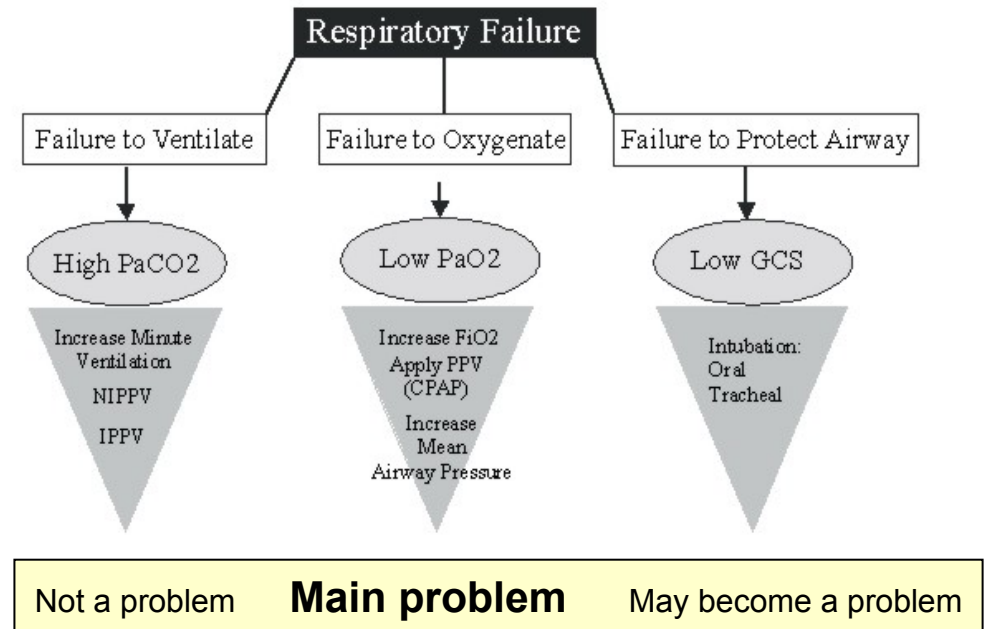 Respiratory Failure
Failure to Ventilate
Failure to Oxygenate
Failure to Protect Airway
High PaCO2
Low PaO2
Low GCS
Increase Minute
Ventilation
NIPPV
IPPV
Increase FiO2
Apply PPV
(CPAP)
Increase
Mean
Airway Pressure
Intubation:
Oral
Tracheal
Not a problem Main problem May become a problem